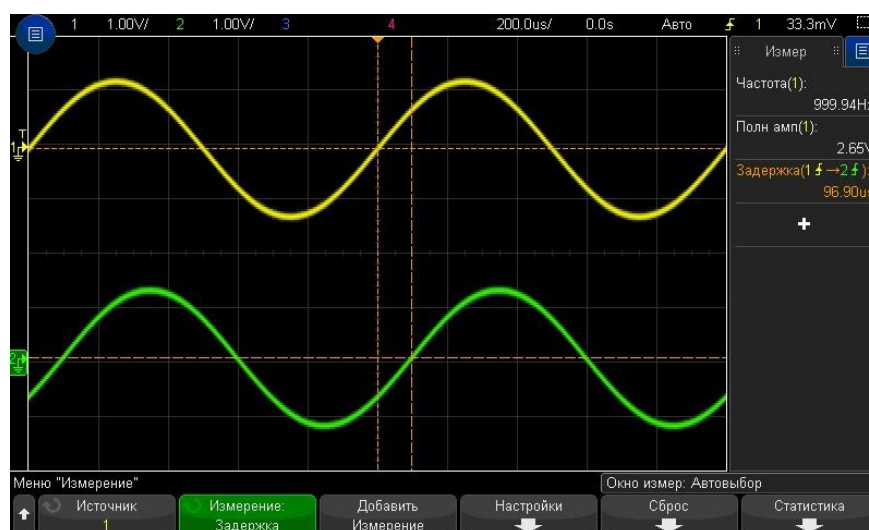 1 1.00V/ 2 1.00V/ 3 4 200.0us/ 0.0s Авто 1 33.3mV
Измер
Частота(1):
999.94Hz
Полн амп(1):
2.65V
Задержка(1→2):
96.90us
+
T
1
2
Меню "Измерение"
Окно измер: Автовыбор
Источник
1
Измерение:
Задержка
Добавить
Измерение
Настройки
Сброс
Статистика